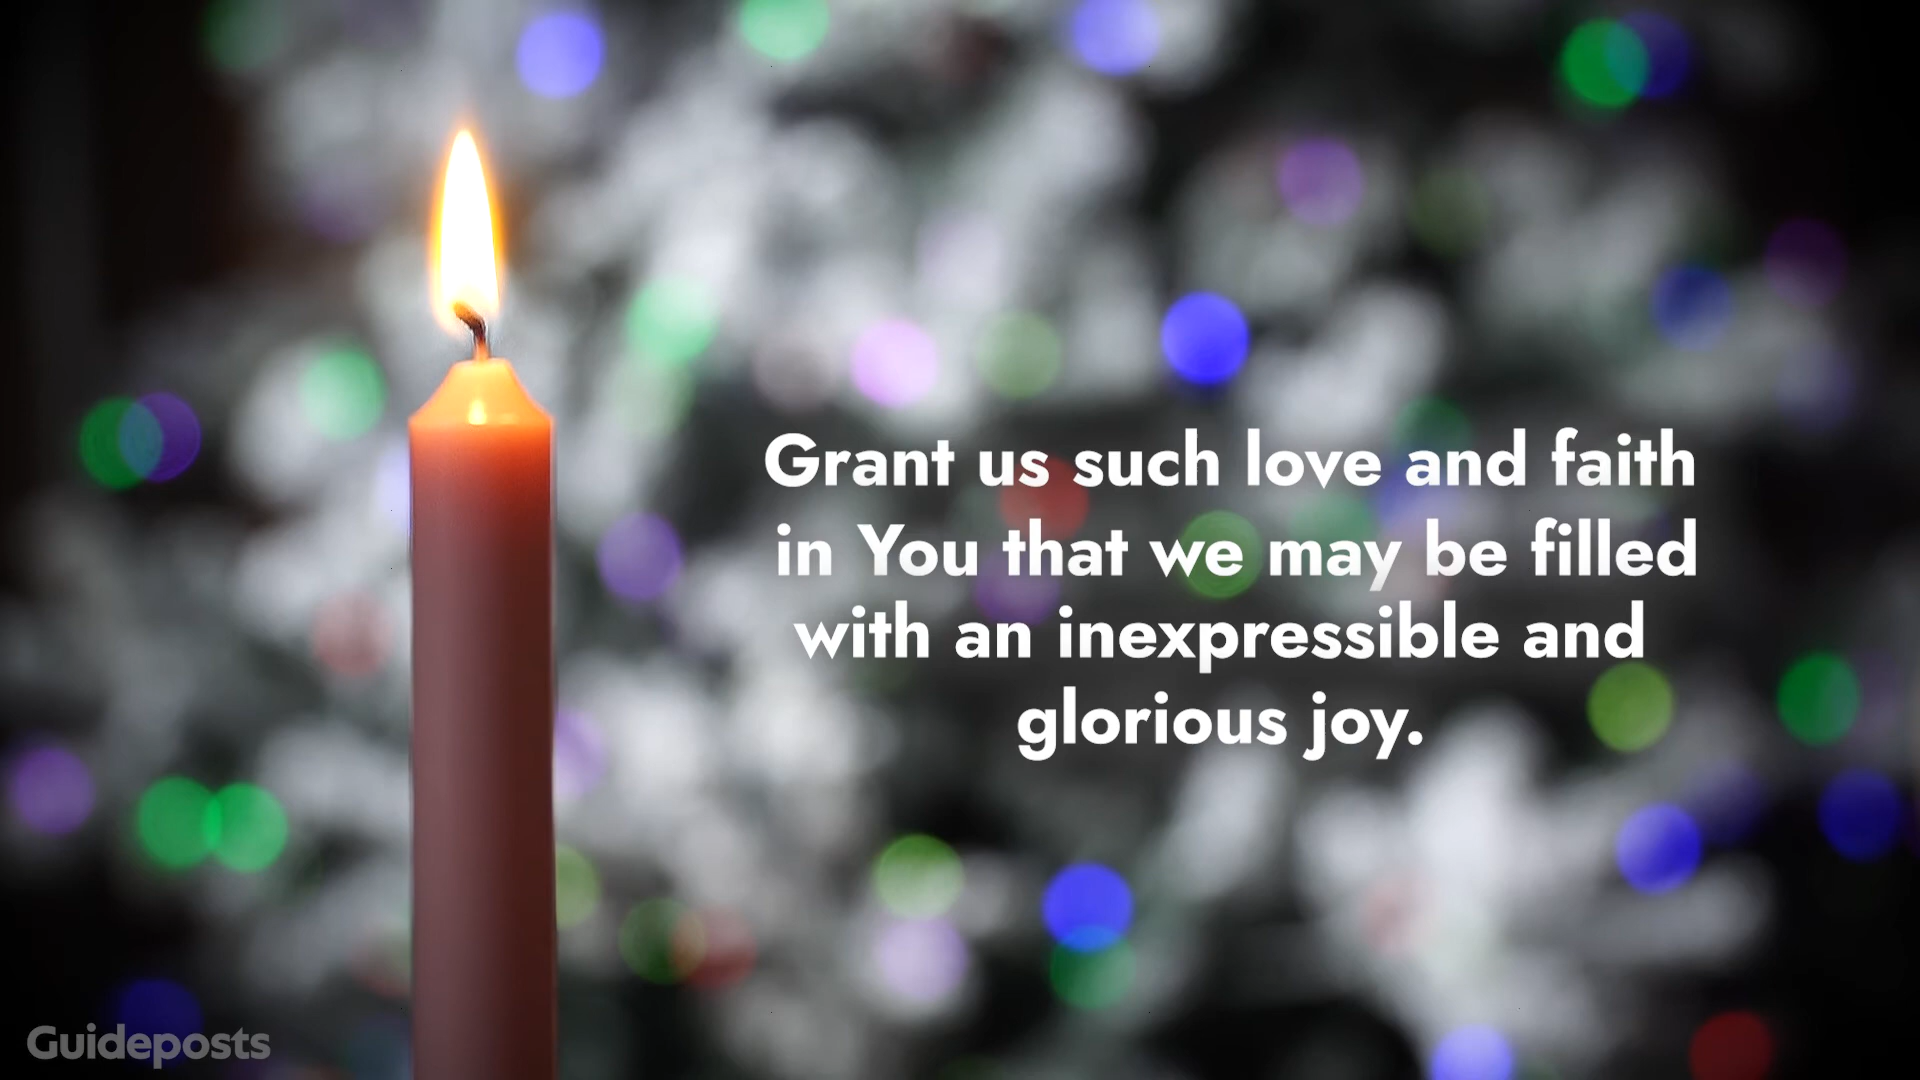 Grant us such love and faith
in You that we may be filled
with an inexpressible and
glorious joy.
Guideposts